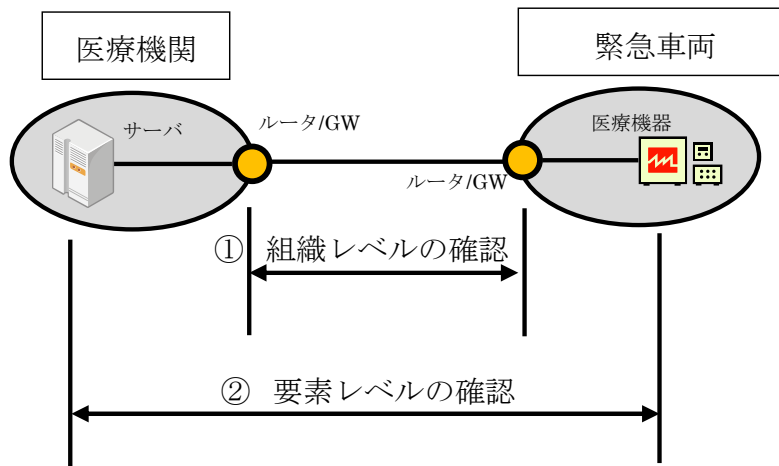 医療機関
緊急車両
サーバ
ルータ/GW
医療機器
ルータ/GW
① 組織レベルの確認
② 要素レベルの確認